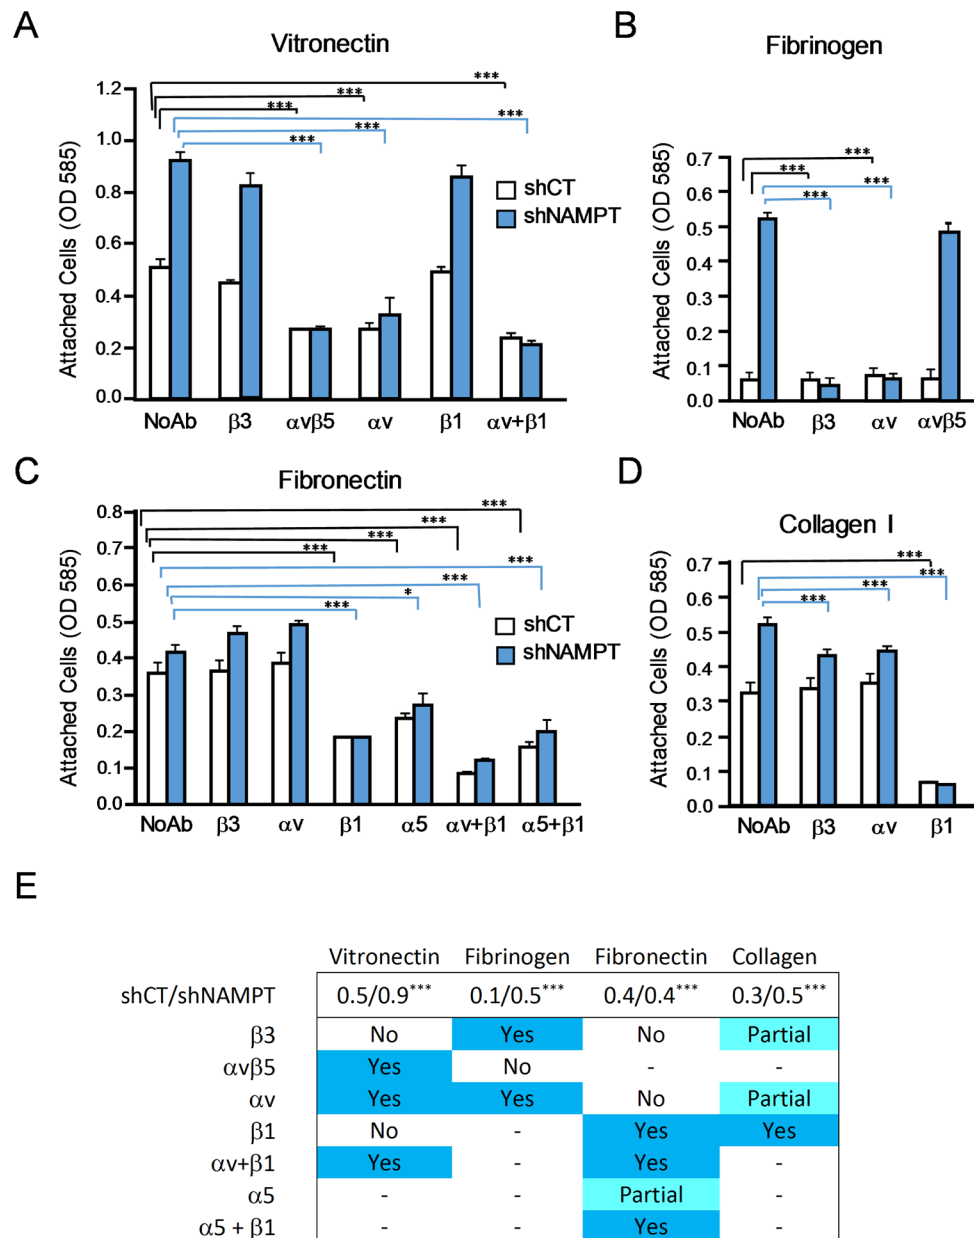 A
Vitronectin
Attached Cells (OD 585)
1.2
1.0
0.8
0.6
0.4
0.2
0.0
***
***
***
***
***
***
shCT
shNAMPT
NoAb β3 αvβ5 αv β1 αv+β1
B
Fibrinogen
Attached Cells (OD 585)
0.7
0.6
0.5
0.4
0.3
0.2
0.1
0.0
***
***
***
***
NoAb β3 αv αvβ5
C
Fibronectin
Attached Cells (OD 585)
0.8
0.7
0.6
0.5
0.4
0.3
0.2
0.1
0.0
***
***
***
***
***
***
*
***
shCT
shNAMPT
NoAb β3 αv β1 α5 αv+β1 α5+β1
D
Collagen I
Attached Cells (OD 585)
0.7
0.6
0.5
0.4
0.3
0.2
0.1
0.0
***
***
***
***
NoAb β3 αv β1
E
Vitronectin Fibrinogen Fibronectin Collagen
shCT/shNAMPT 0.5/0.9*** 0.1/0.5*** 0.4/0.4*** 0.3/0.5***
β3 No Yes No Partial
αvβ5 Yes No - -
αv Yes Yes No Partial
β1 No - Yes Yes
αv+β1 Yes - Yes -
α5 - - Partial -
α5 + β1 - - Yes -